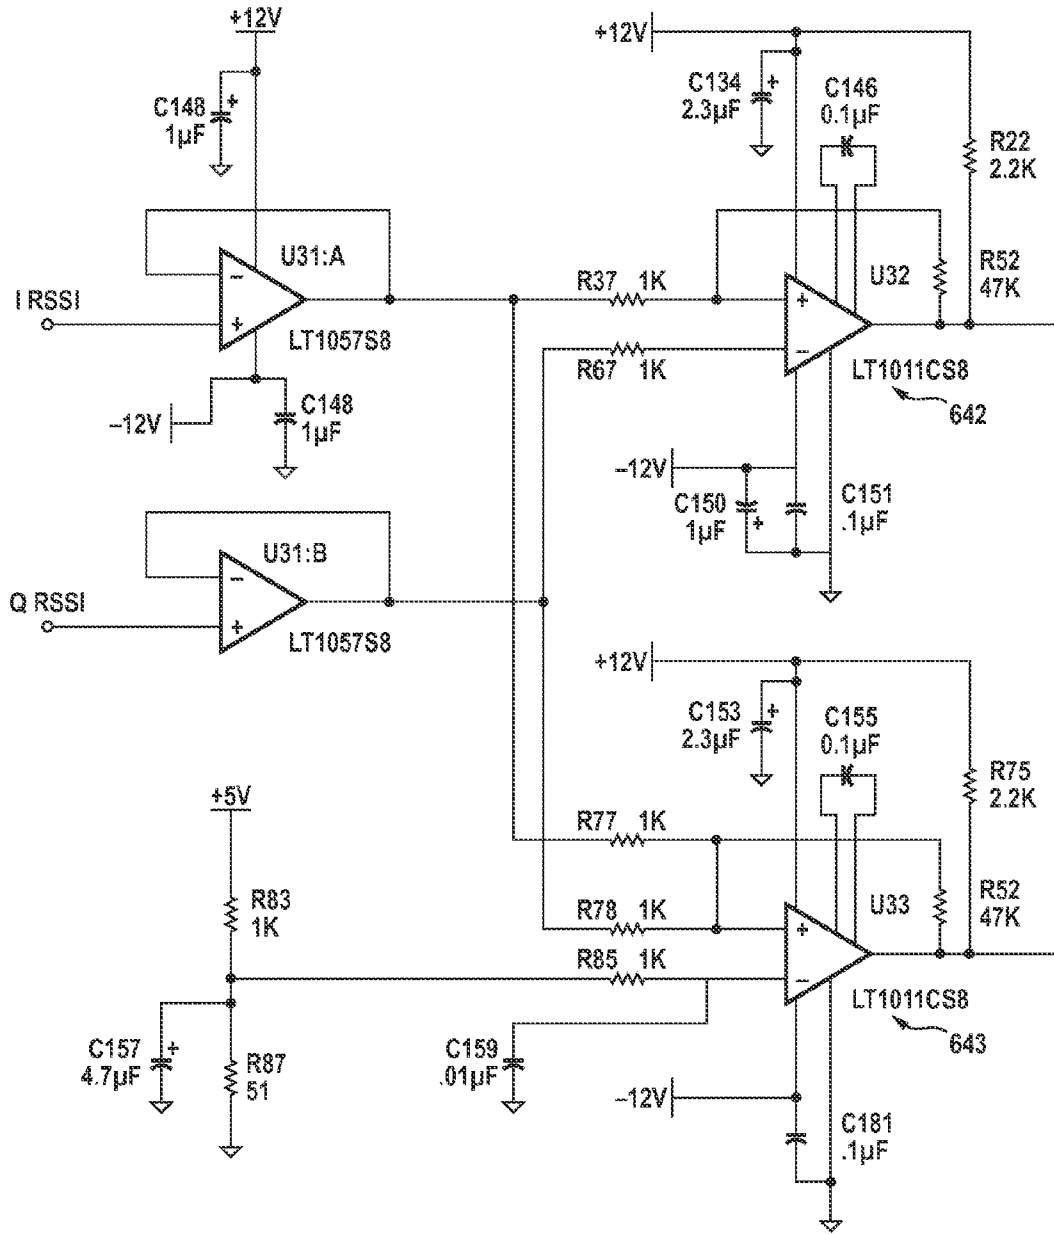 +12V
C148
1µF
+
U31:A
–
+
I RSSI
LT1057S8
–12V
C148
1µF
+12V
C134
2.3µF
+
C146
0.1µF
R22
2.2K
R37 1K
U32
R52
47K
+
–
R67 1K
LT1011CS8
642
–12V
C150
1µF
+
C151
.1µF
U31:B
–
+
Q RSSI
LT1057S8
+12V
C153
2.3µF
+
C155
0.1µF
R75
2.2K
+5V
R77 1K
R83
1K
R78 1K
U33
R52
47K
+
–
R85 1K
LT1011CS8
643
C157
4.7µF
+
R87
51
C159
.01µF
–12V
C181
.1µF